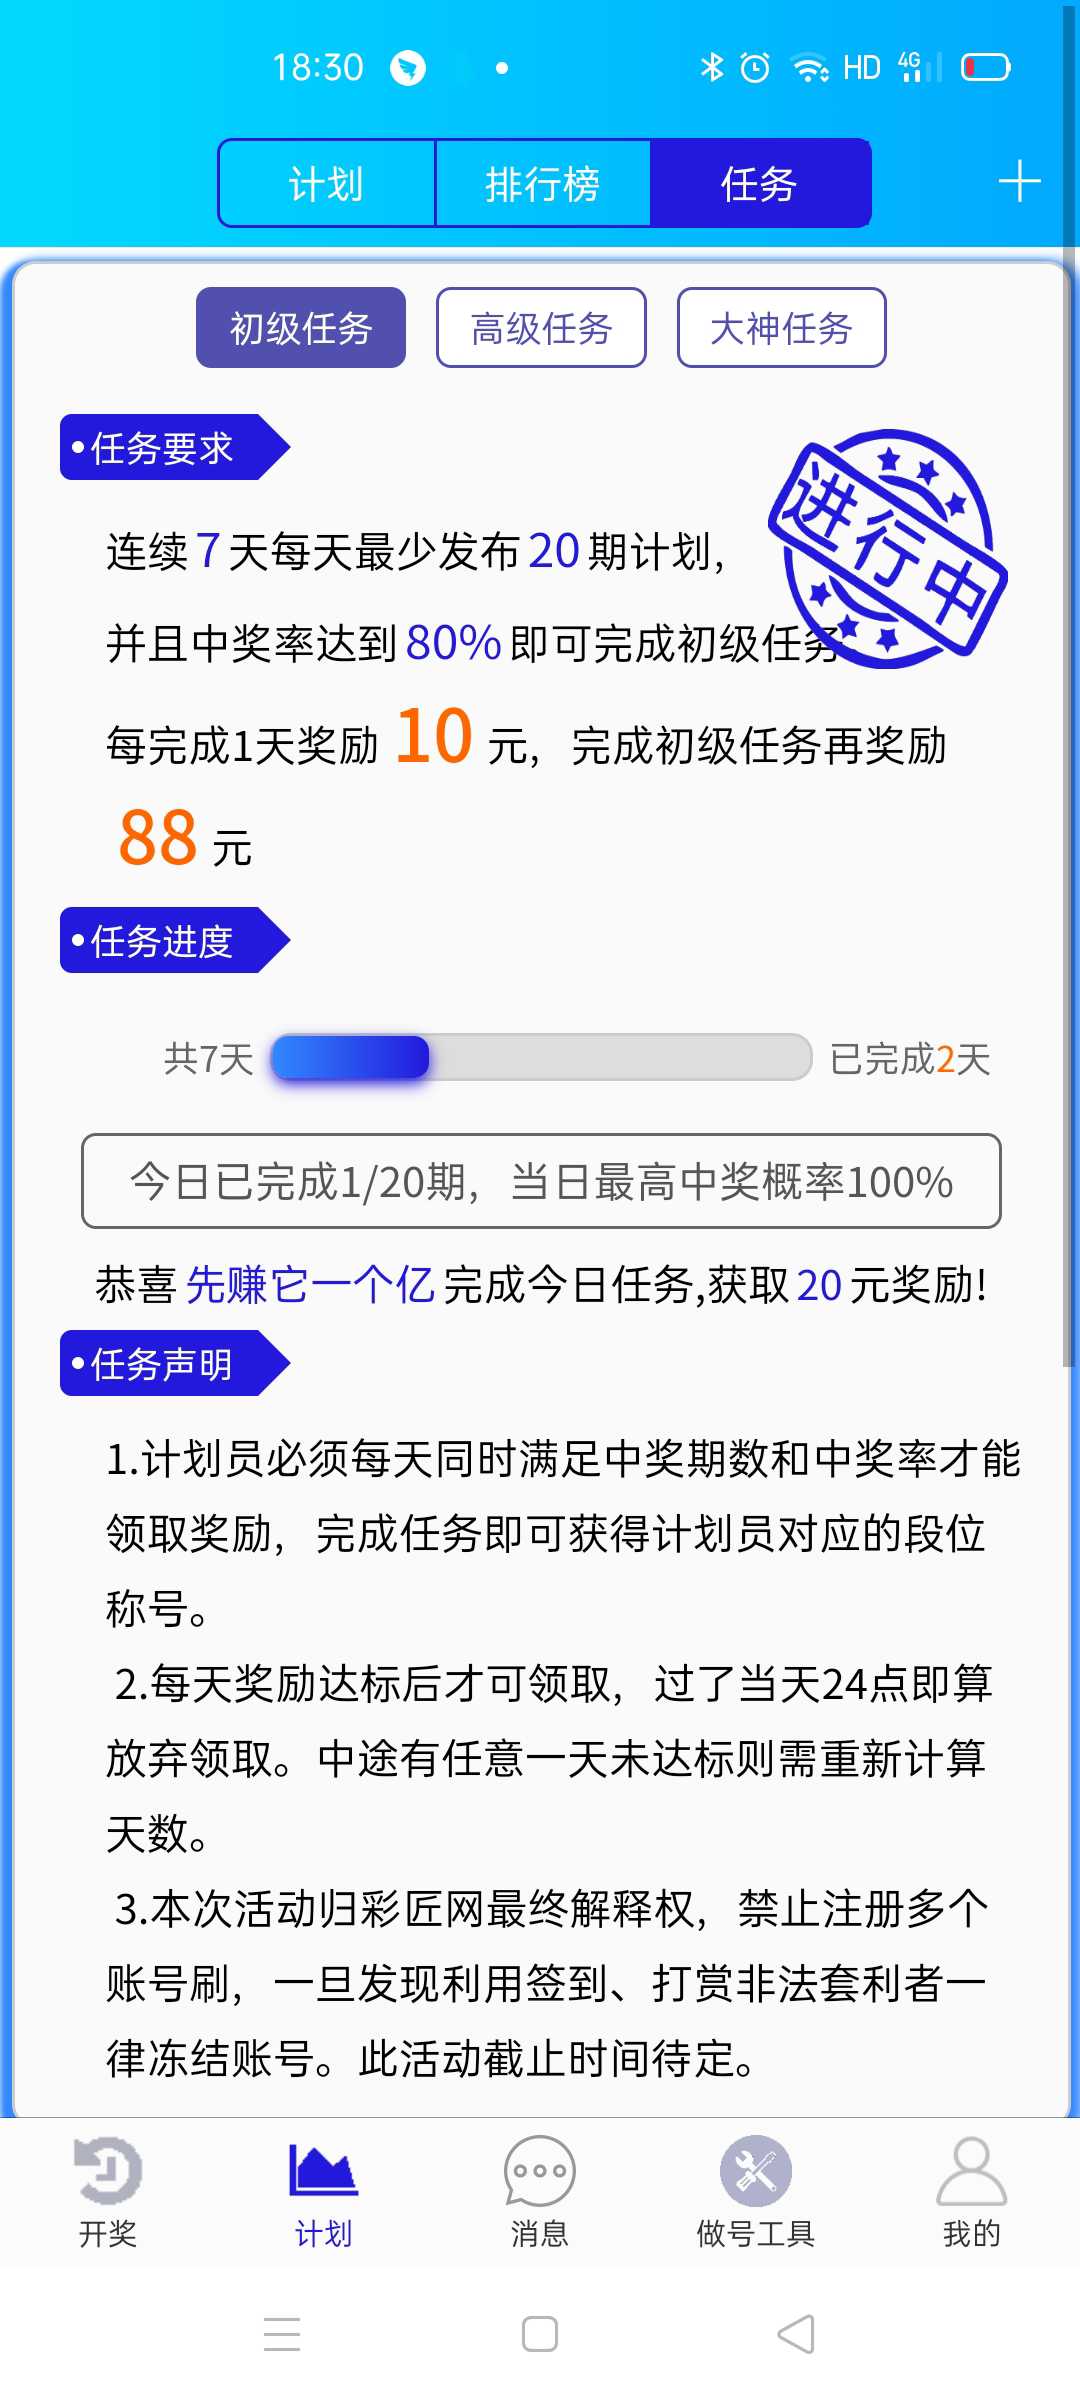 18:30
HD 4G
计划 排行榜 任务
初级任务 高级任务 大神任务
任务要求
进行中
连续7天每天最少发布20期计划,
并且中奖率达到80%即可完成初级任务
每完成1天奖励 10 元，完成初级任务再奖励
88 元
任务进度
共7天 已完成2天
今日已完成1/20期，当日最高中奖概率100%
恭喜 先赚它一个亿 完成今日任务,获取 20 元奖励!
任务声明
1.计划员必须每天同时满足中奖期数和中奖率才能
领取奖励，完成任务即可获得计划员对应的段位
称号。
2.每天奖励达标后才可领取，过了当天24点即算
放弃领取。中途有任意一天未达标则需重新计算
天数。
3.本次活动归彩匠网最终解释权，禁止注册多个
账号刷，一旦发现利用签到、打赏非法套利者一
律冻结账号。此活动截止时间待定。
开奖 计划 消息 做号工具 我的